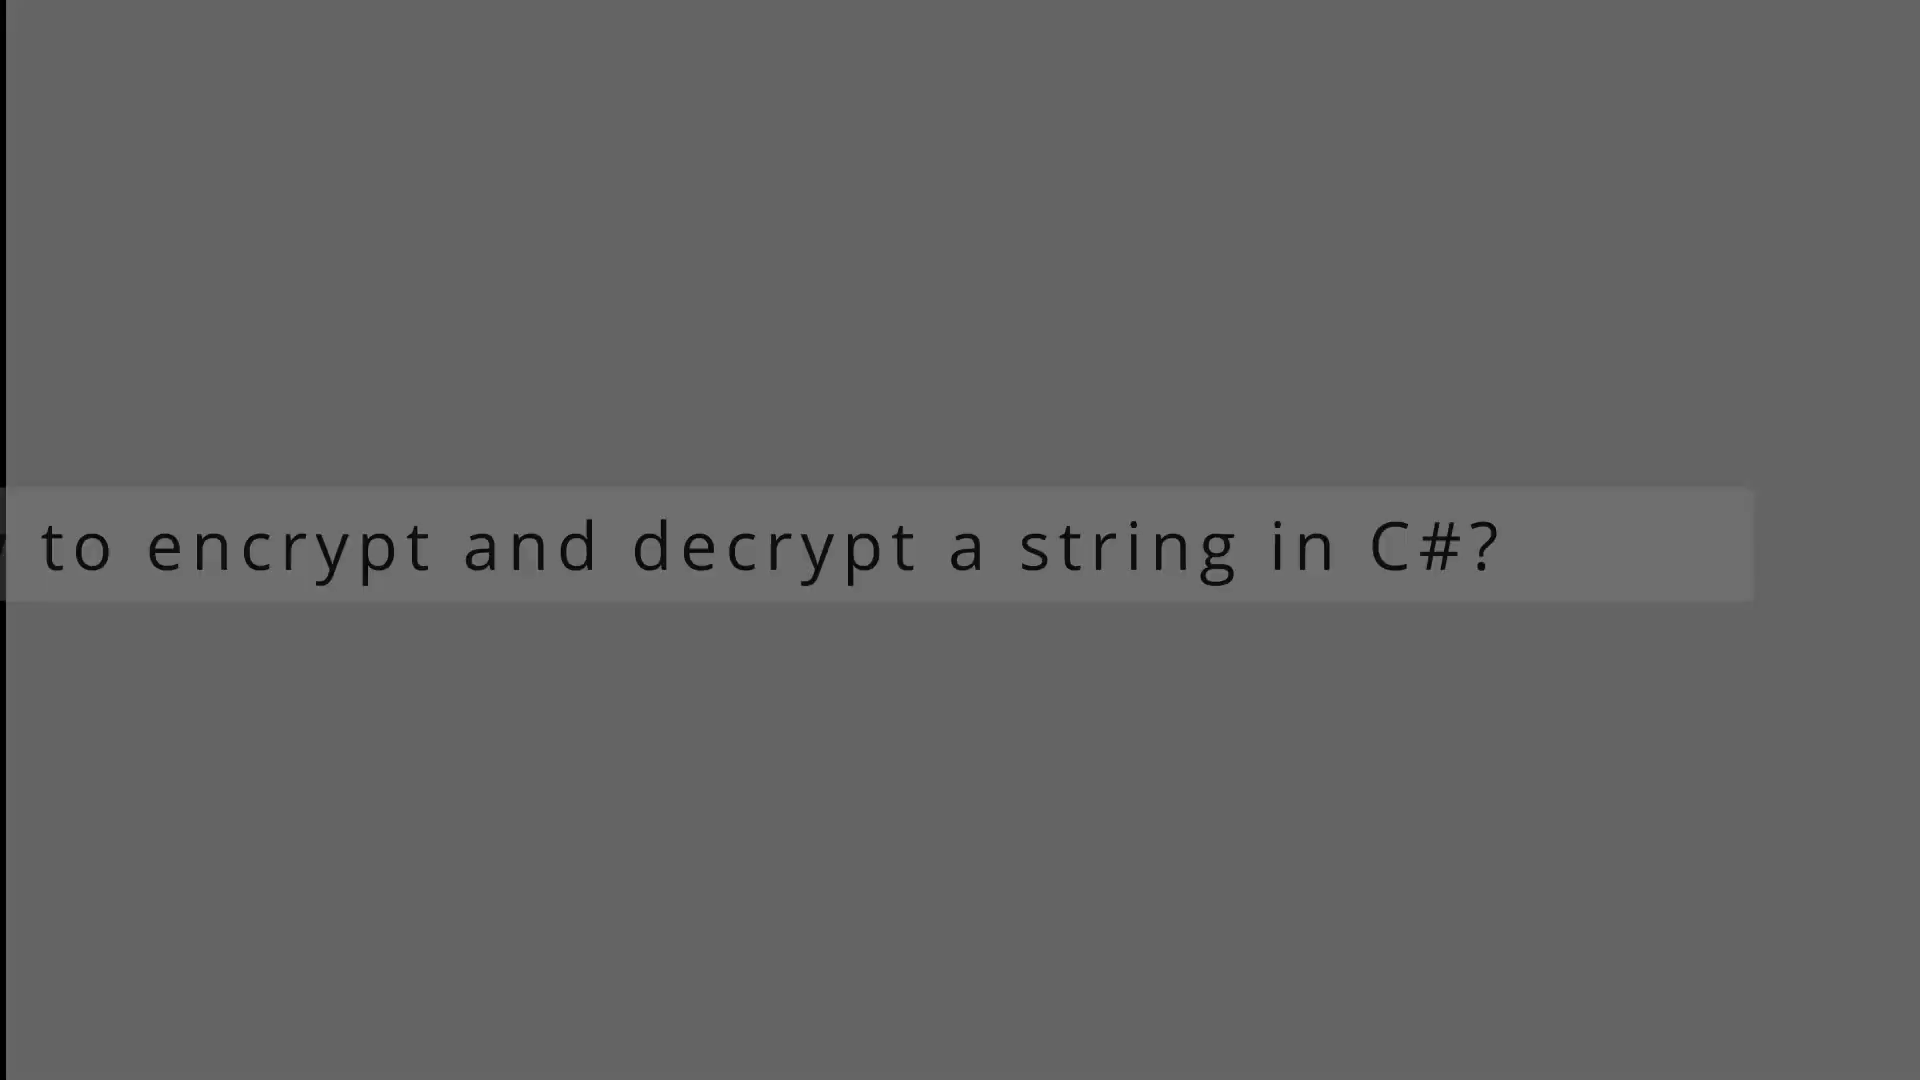 to encrypt and decrypt a string in C#?